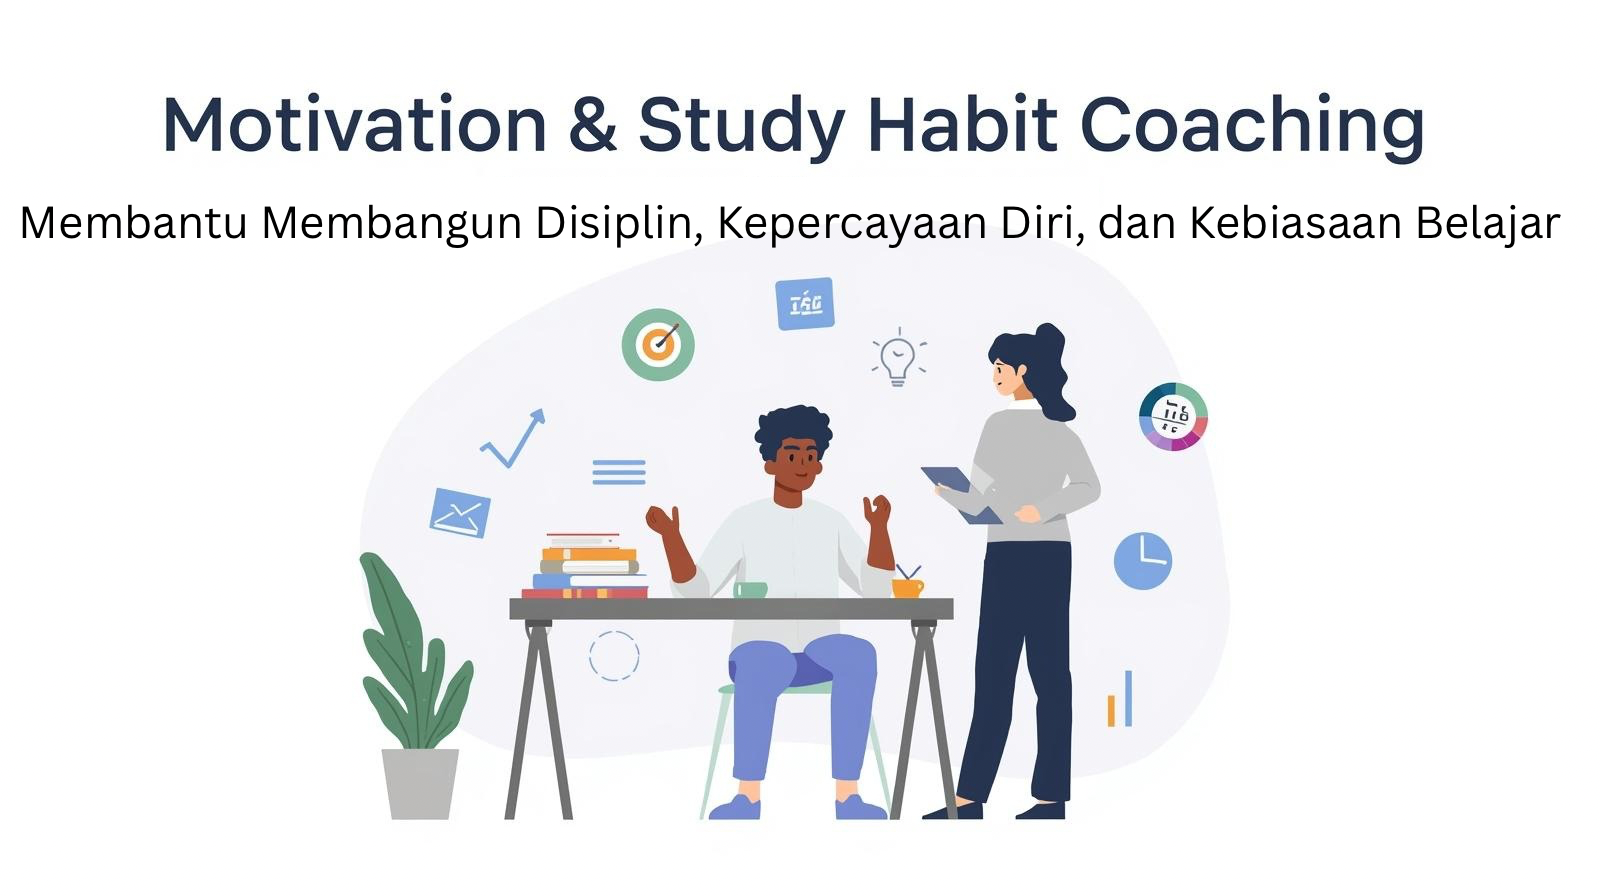 Motivation & Study Habit Coaching
Membantu Membangun Disiplin, Kepercayaan Diri, dan Kebiasaan Belajar